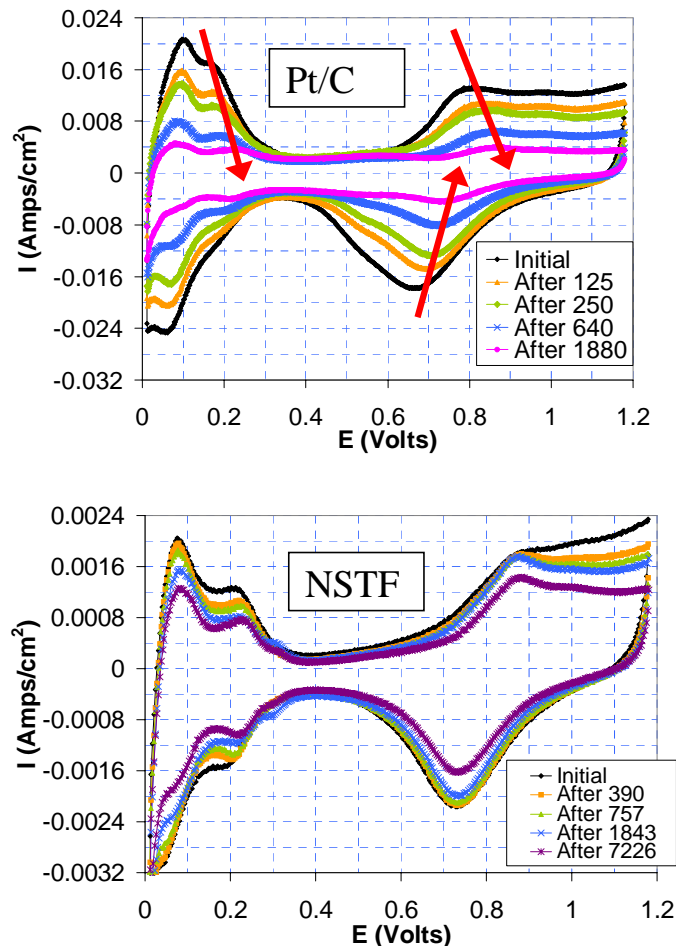 0.024
0.016
0.008
0
-0.008
-0.016
-0.024
-0.032
I (Amps/cm²)
Pt/C
Initial
After 125
After 250
After 640
After 1880
0 0.2 0.4 0.6 0.8 1 1.2
E (Volts)
0.0024
0.0016
0.0008
0
-0.0008
-0.0016
-0.0024
-0.0032
I (Amps/cm²)
NSTF
Initial
After 390
After 757
After 1843
After 7226
0 0.2 0.4 0.6 0.8 1 1.2
E (Volts)